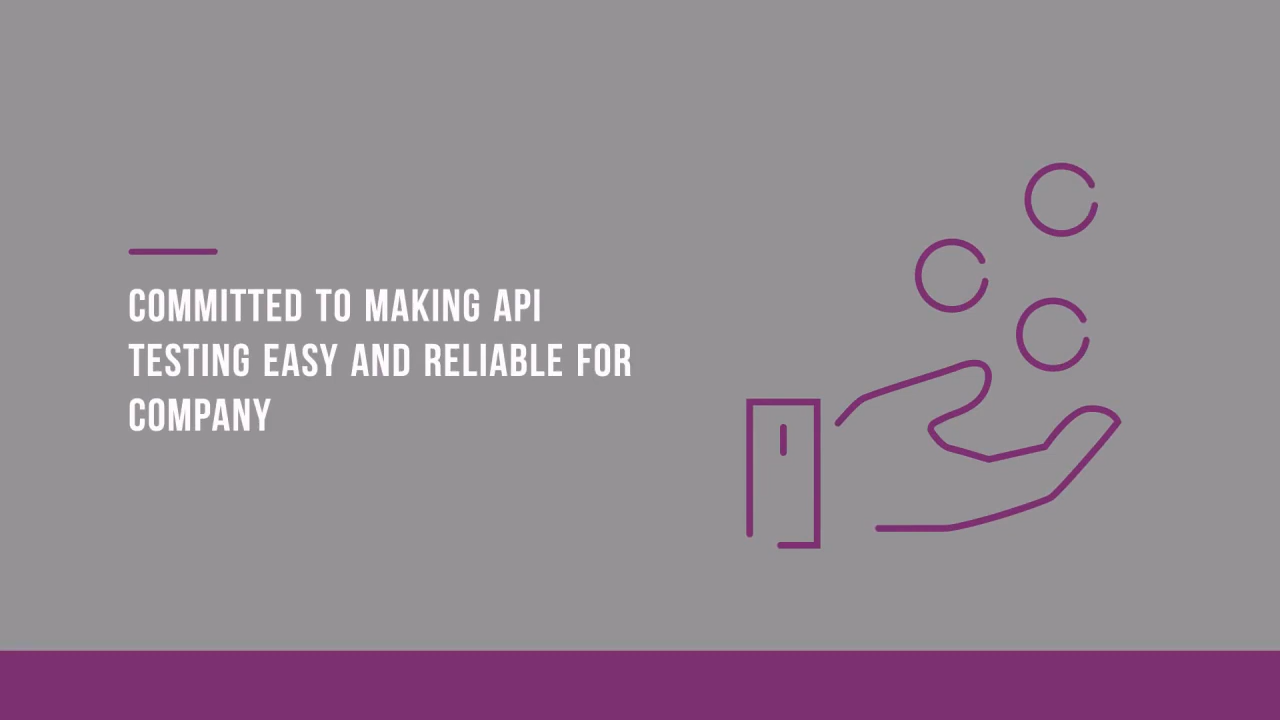 COMMITTED TO MAKING API
TESTING EASY AND RELIABLE FOR
COMPANY